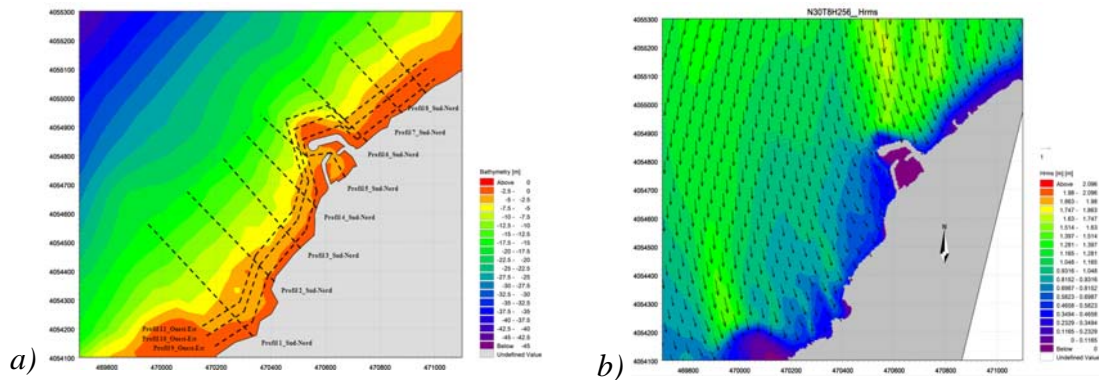 4055300
4055200
4055100
4055000
4054900
4054800
4054700
4054600
4054500
4054400
4054300
4054200
4054100
469800 470000 470200 470400 470600 470800 471000
Profil8_Sud-Nord
Profil7_Sud-Nord
Profil6_Sud-Nord
Profil5_Sud-Nord
Profil4_Sud-Nord
Profil3_Sud-Nord
Profil2_Sud-Nord
Profil1_Sud-Nord
Profil11_Ouest-Est
Profil10_Ouest-Est
Profil9_Ouest-Est
Bathymetry [m]
Above 0
-2.5 - 0
-5 - -2.5
-7.5 - -5
-10 - -7.5
-12.5 - -10
-15 - -12.5
-17.5 - -15
-20 - -17.5
-22.5 - -20
-25 - -22.5
-27.5 - -25
-30 - -27.5
-32.5 - -30
-35 - -32.5
-37.5 - -35
-40 - -37.5
-42.5 - -40
-45 - -42.5
Below -45
Undefined Value
a)
N30T8H256_Hrms
4055300
4055200
4055100
4055000
4054900
4054800
4054700
4054600
4054500
4054400
4054300
4054200
4054100
469800 470000 470200 470400 470600 470800 471000
N
1
Hrms [m] [m]
Above 2.096
1.98 - 2.096
1.863 - 1.98
1.747 - 1.863
1.63 - 1.747
1.514 - 1.63
1.397 - 1.514
1.281 - 1.397
1.165 - 1.281
1.048 - 1.165
0.9316 - 1.048
0.8152 - 0.9316
0.6987 - 0.8152
0.5823 - 0.6987
0.4658 - 0.5823
0.3494 - 0.4658
0.2329 - 0.3494
0.1165 - 0.2329
0 - 0.1165
Below 0
Undefined Value
b)